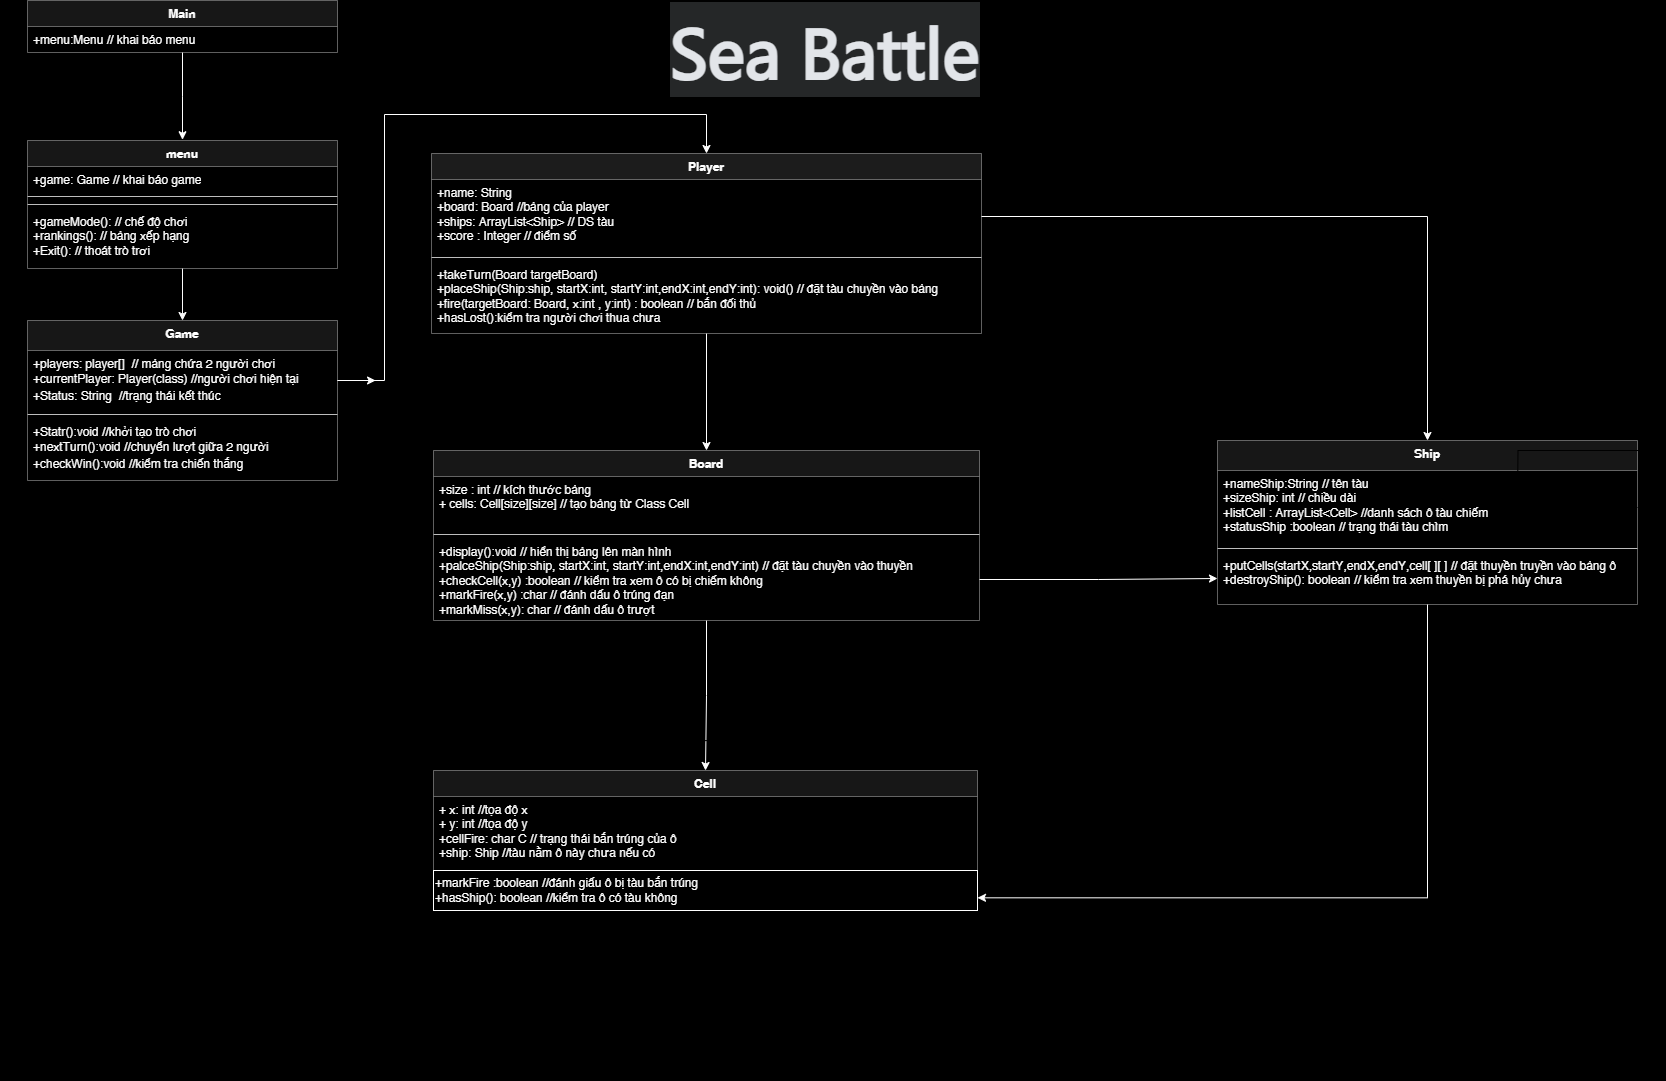 Sea Battle
Main
+menu:Menu // khai báo menu
menu
+game: Game // khai báo game
+gameMode(): // chế độ chơi
+rankings(): // bảng xếp hạng
+Exit(): // thoát trò trơi
Game
+players: player[] // mảng chứa 2 người chơi
+currentPlayer: Player(class) //người chơi hiện tại
+Status: String //trạng thái kết thúc
+Statr():void //khởi tạo trò chơi
+nextTurn():void //chuyển lượt giữa 2 người
+checkWin():void //kiểm tra chiến thắng
Player
+name: String
+board: Board //bảng của player
+ships: ArrayList<Ship> // DS tàu
+score : Integer // điểm số
+takeTurn(Board targetBoard)
+placeShip(Ship:ship, startX:int, startY:int,endX:int,endY:int): void() // đặt tàu chuyền vào bảng
+fire(targetBoard: Board, x:int , y:int) : boolean // bắn đối thủ
+hasLost():kiểm tra người chơi thua chưa
Board
+size : int // kích thước bảng
+ cells: Cell[size][size] // tạo bảng từ Class Cell
+display():void // hiển thị bảng lên màn hình
+palceShip(Ship:ship, startX:int, startY:int,endX:int,endY:int) // đặt tàu chuyền vào thuyền
+checkCell(x,y) :boolean // kiểm tra xem ô có bị chiếm không
+markFire(x,y) :char // đánh dấu ô trúng đạn
+markMiss(x,y): char // đánh dấu ô trượt
Ship
+nameShip:String // tên tàu
+sizeShip: int // chiều dài
+listCell : ArrayList<Cell> //danh sách ô tàu chiếm
+statusShip :boolean // trạng thái tàu chìm
+putCells(startX,startY,endX,endY,cell[ ][ ] // đặt thuyền truyền vào bảng ô
+destroyShip(): boolean // kiểm tra xem thuyền bị phá hủy chưa
Cell
+ x: int //tọa độ x
+ y: int //tọa độ y
+cellFire: char C // trạng thái bắn trúng của ô
+ship: Ship //tàu nằm ô này chưa nếu có
+markFire :boolean //đánh giấu ô bị tàu bắn trúng
+hasShip(): boolean //kiểm tra ô có tàu không